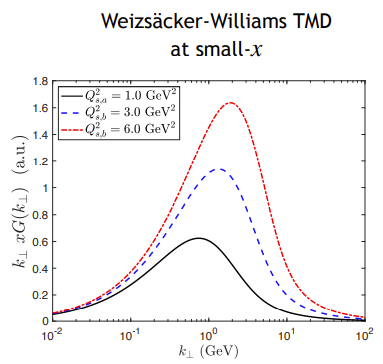 Weizsäcker-Williams TMD
at small-x
1.8
1.6
1.4
1.2
1
0.8
0.6
0.4
0.2
0
k⊥ xG(k⊥) (a.u.)
Q²s,a = 1.0 GeV²
Q²s,b = 3.0 GeV²
Q²s,b = 6.0 GeV²
10⁻² 10⁻¹ 10⁰ 10¹ 10²
k⊥ (GeV)